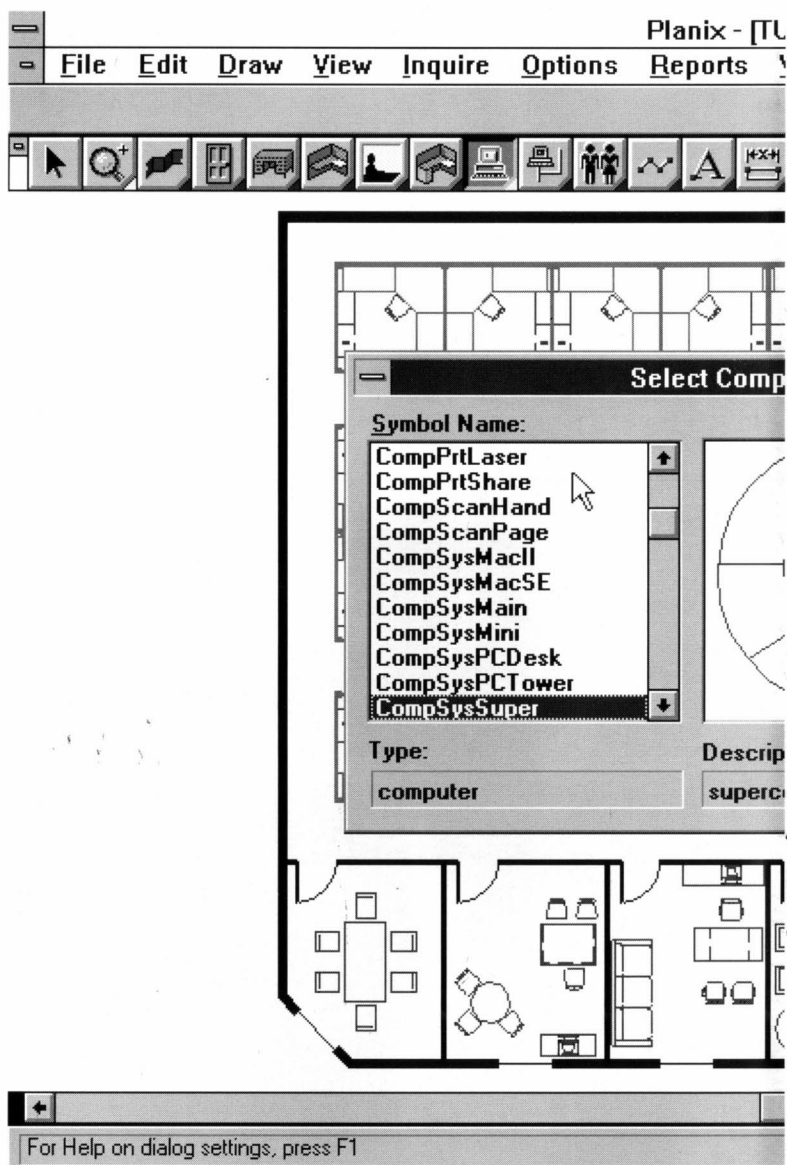 Planix - [TU
File Edit Draw View Inquire Options Reports
A
Select Comp
Symbol Name:
CompPrtLaser
CompPrtShare
CompScanHand
CompScanPage
CompSysMacII
CompSysMacSE
CompSysMain
CompSysMini
CompSysPCDesk
CompSysPCTower
CompSysSuper
Type:
Descrip
computer
superc
For Help on dialog settings, press F1